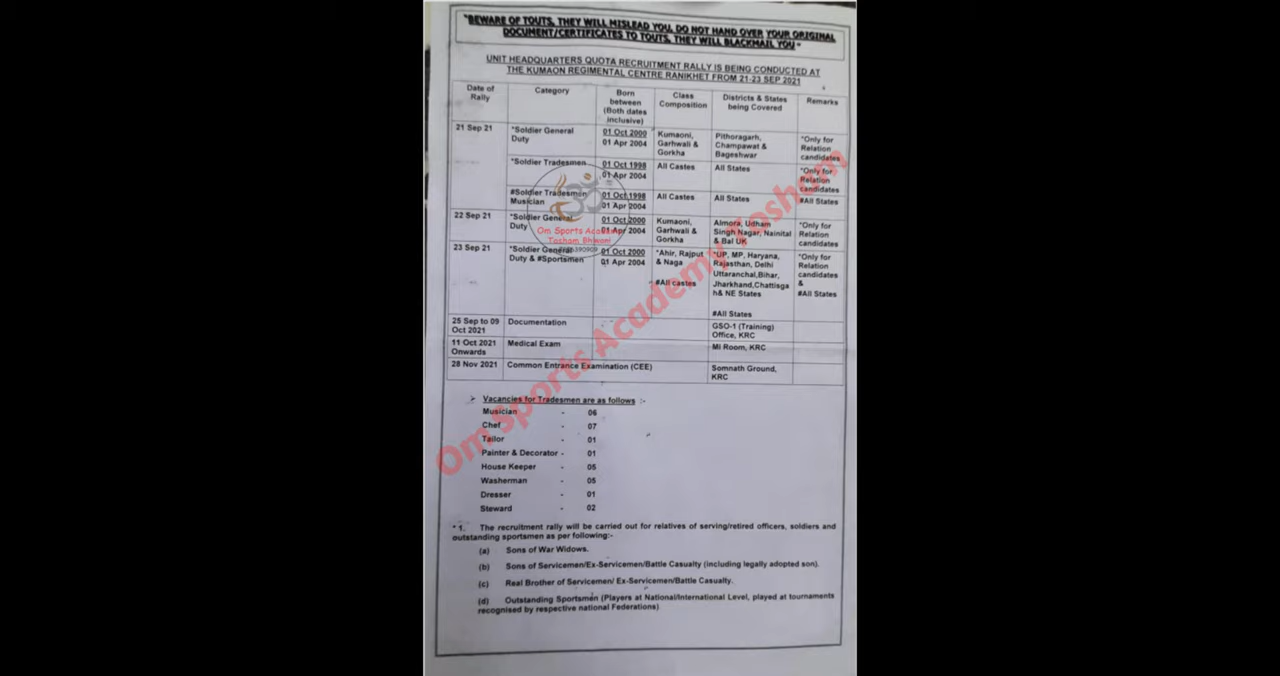 "BEWARE OF TOUTS, THEY WILL MISLEAD YOU, DO NOT HAND OVER YOUR ORIGINAL
DOCUMENT/CERTIFICATES TO TOUTS, THEY WILL BLACKMAIL YOU"
UNIT HEADQUARTERS QUOTA RECRUITMENT RALLY IS BEING CONDUCTED AT
THE KUMAON REGIMENTAL CENTRE RANIKHET FROM 21-23 SEP 2021
Date of Rally | Category | Born between (Both dates inclusive) | Class Composition | Districts & States being Covered | Remarks
21 Sep 21 | *Soldier General Duty | 01 Oct 2000 01 Apr 2004 | Kumaoni, Garhwali & Gorkha | Pithoragarh, Champawat & Bageshwar | *Only for Relation candidates
*Soldier Tradesmen | 01 Oct 1998 01 Apr 2004 | All Castes | All States | *Only for Relation candidates
#Soldier Tradesmen Musician | 01 Oct 1998 01 Apr 2004 | All Castes | All States | #All States
22 Sep 21 | *Soldier General Duty | 01 Oct 2000 01 Apr 2004 | Kumaoni, Garhwali & Gorkha | Almora, Udham Singh Nagar, Nainital & Bal UK | *Only for Relation candidates
23 Sep 21 | *Soldier General Duty & #Sportsmen | 01 Oct 2000 01 Apr 2004 | *Ahir, Rajput & Naga #All castes | *UP, MP, Haryana, Rajasthan, Delhi Uttaranchal,Bihar, Jharkhand,Chattisga h& NE States #All States | *Only for Relation candidates & #All States
25 Sep to 09 Oct 2021 | Documentation | GSO-1 (Training) Office, KRC
11 Oct 2021 Onwards | Medical Exam | MI Room, KRC
28 Nov 2021 | Common Entrance Examination (CEE) | Somnath Ground, KRC
Om Sports Academy
Tosham Bhiwani
Om Sports Academy Tosham
➢ Vacancies for Tradesmen are as follows :-
Musician - 06
Chef - 07
Tailor - 01
Painter & Decorator - 01
House Keeper - 05
Washerman - 05
Dresser - 01
Steward - 02
* 1. The recruitment rally will be carried out for relatives of serving/retired officers, soldiers and
outstanding sportsmen as per following:-
(a) Sons of War Widows.
(b) Sons of Servicemen/Ex-Servicemen/Battle Casualty (including legally adopted son).
(c) Real Brother of Servicemen/ Ex-Servicemen/Battle Casualty.
(d) Outstanding Sportsmen (Players at National/International Level, played at tournaments
recognised by respective national Federations)